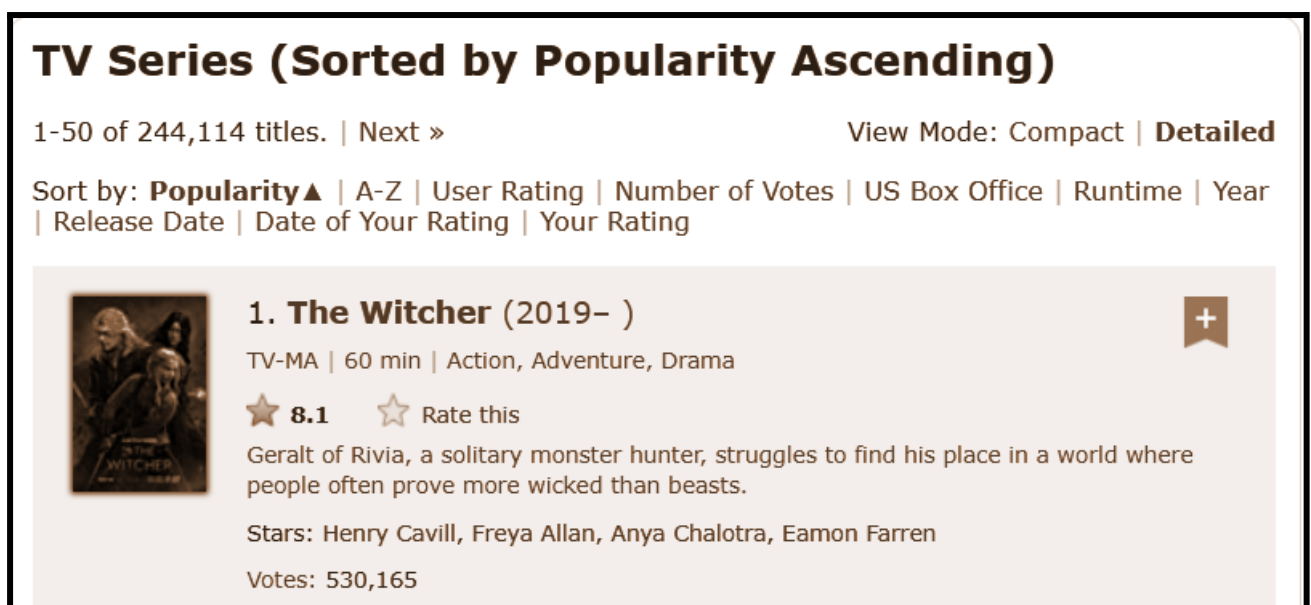 TV Series (Sorted by Popularity Ascending)
1-50 of 244,114 titles. | Next »
View Mode: Compact | Detailed
Sort by: Popularity▲ | A-Z | User Rating | Number of Votes | US Box Office | Runtime | Year
| Release Date | Date of Your Rating | Your Rating
THE
WITCHER
1. The Witcher (2019– )
TV-MA | 60 min | Action, Adventure, Drama
8.1 Rate this
Geralt of Rivia, a solitary monster hunter, struggles to find his place in a world where
people often prove more wicked than beasts.
Stars: Henry Cavill, Freya Allan, Anya Chalotra, Eamon Farren
Votes: 530,165